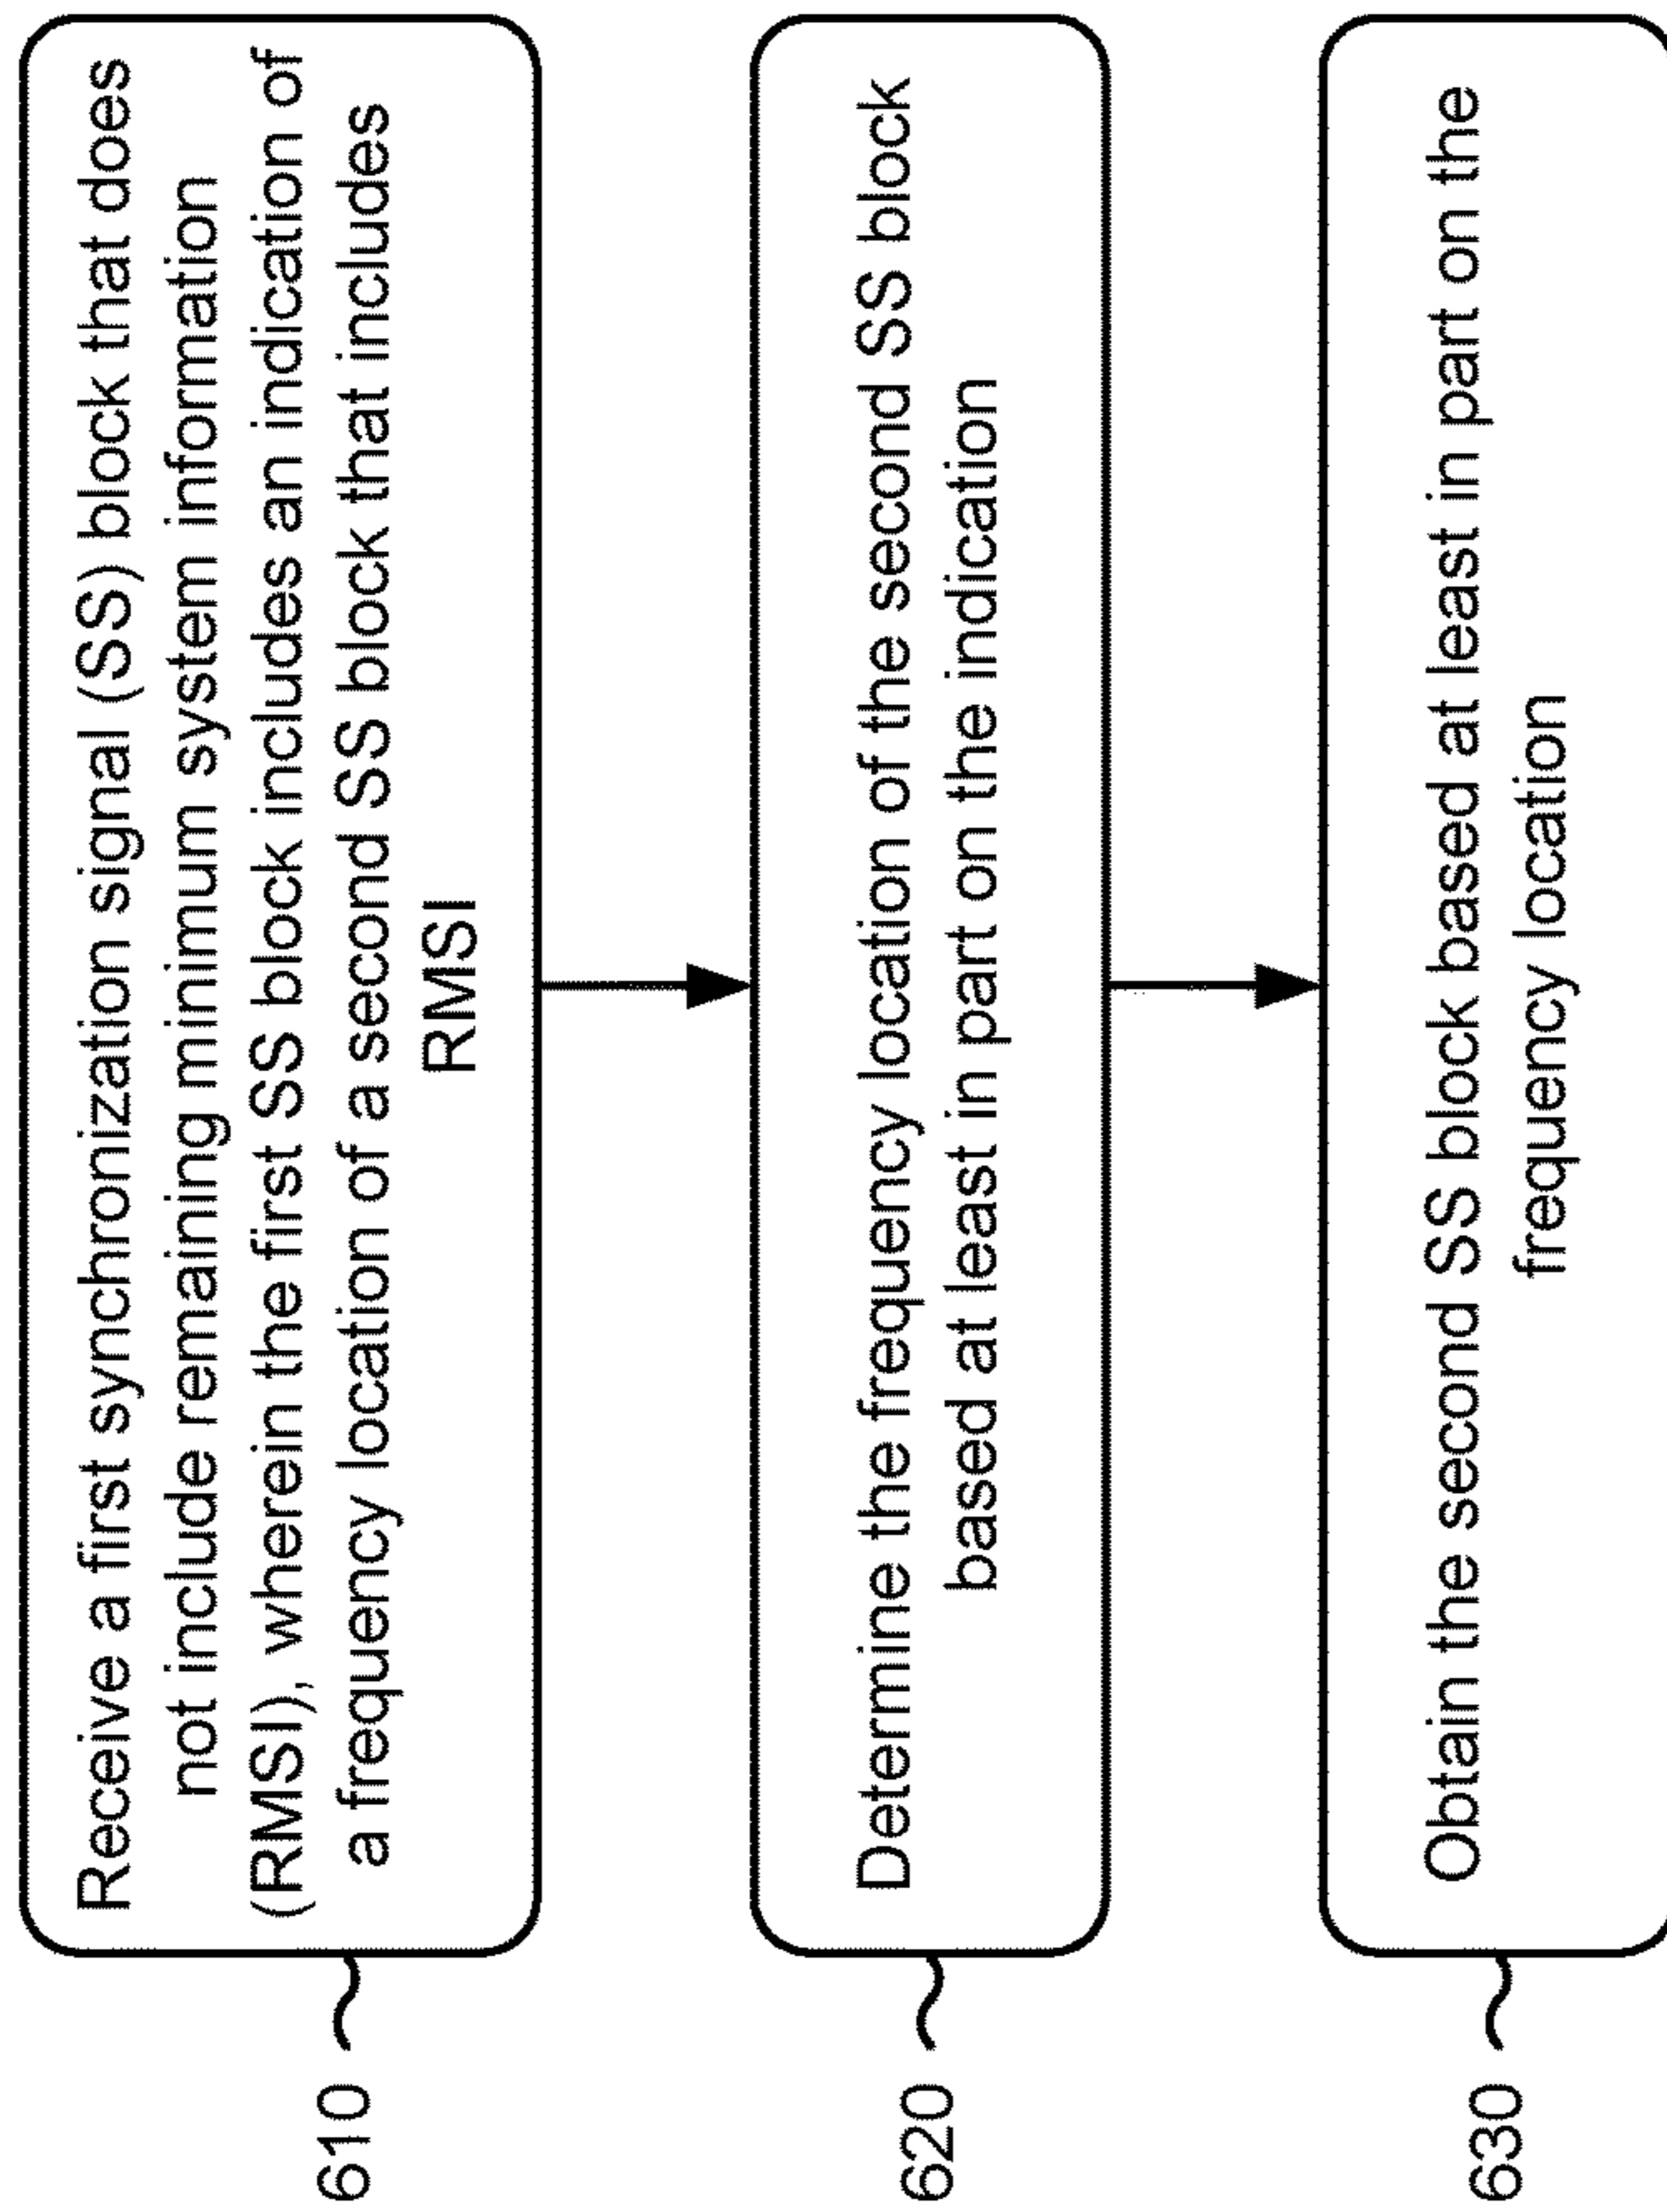 Receive a first synchronization signal (SS) block that does
not include remaining minimum system information
(RMSI), wherein the first SS block includes an indication of
a frequency location of a second SS block that includes
RMSI
610
Determine the frequency location of the second SS block
based at least in part on the indication
620
Obtain the second SS block based at least in part on the
frequency location
630